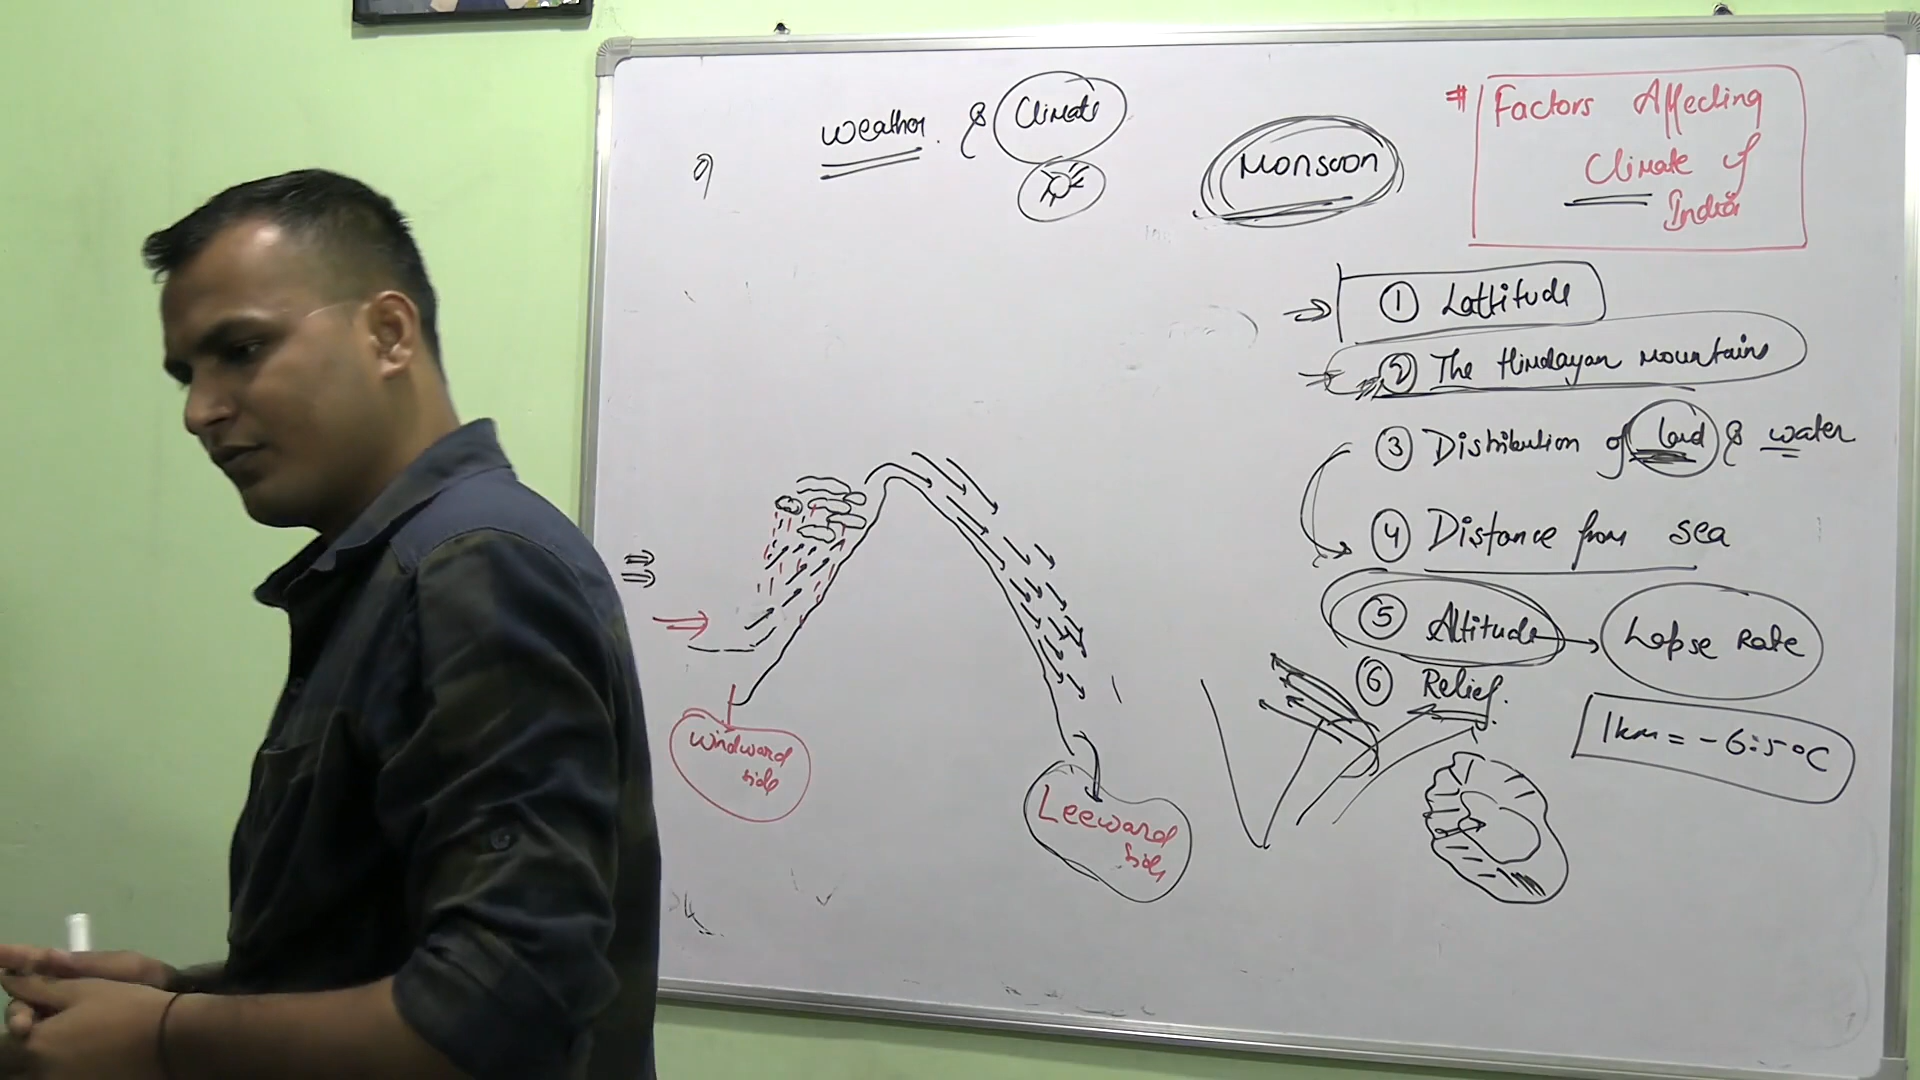 Weather. & Climate
Monsoon
# Factors Affecting
Climate of
India
① Lattitude
② The Himalayan Mountains
③ Distribution of land & water
④ Distance from sea
⑤ Altitude → Lapse Rate
⑥ Relief.
1km = -6.5°C
Windward
side
Leeward
side